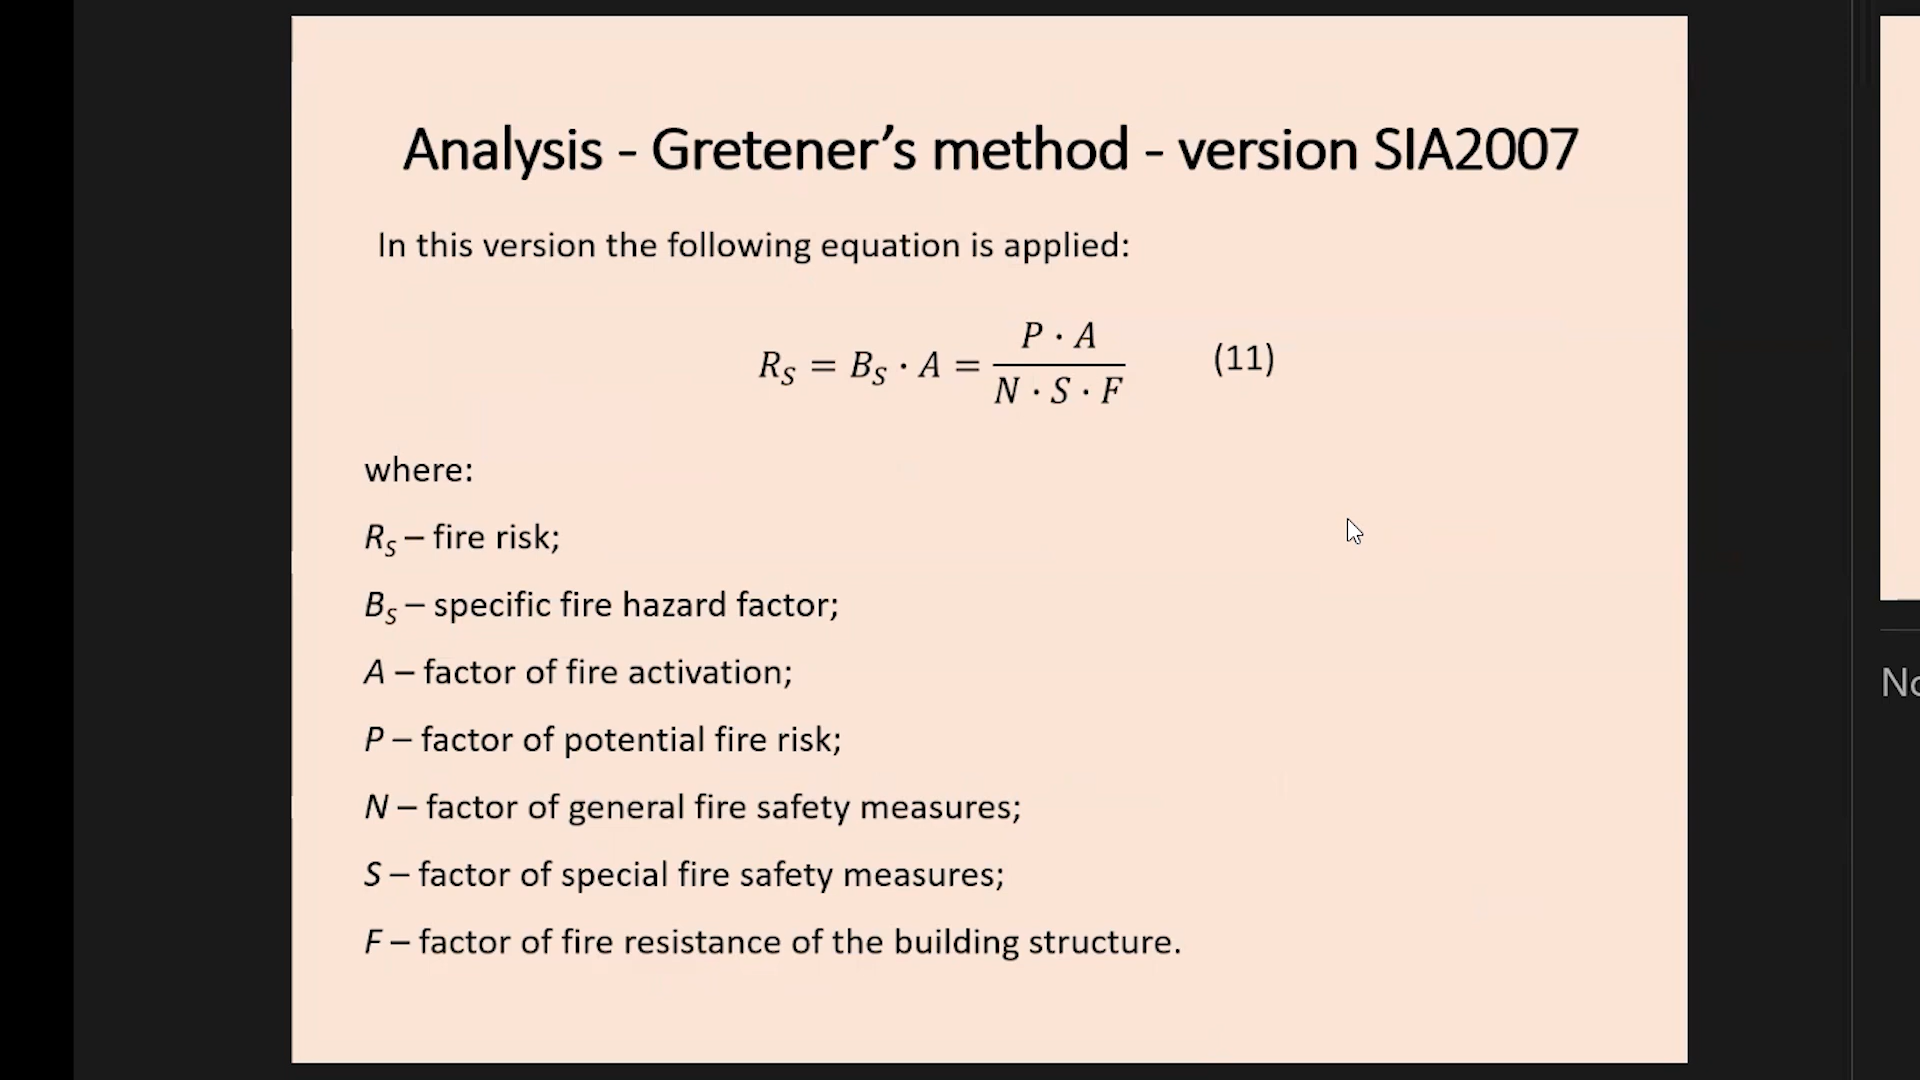 Analysis - Gretener’s method - version SIA2007
In this version the following equation is applied:
R_S = B_S · A = \frac{P · A}{N · S · F} (11)
where:
R_S – fire risk;
B_S – specific fire hazard factor;
A – factor of fire activation;
P – factor of potential fire risk;
N – factor of general fire safety measures;
S – factor of special fire safety measures;
F – factor of fire resistance of the building structure.